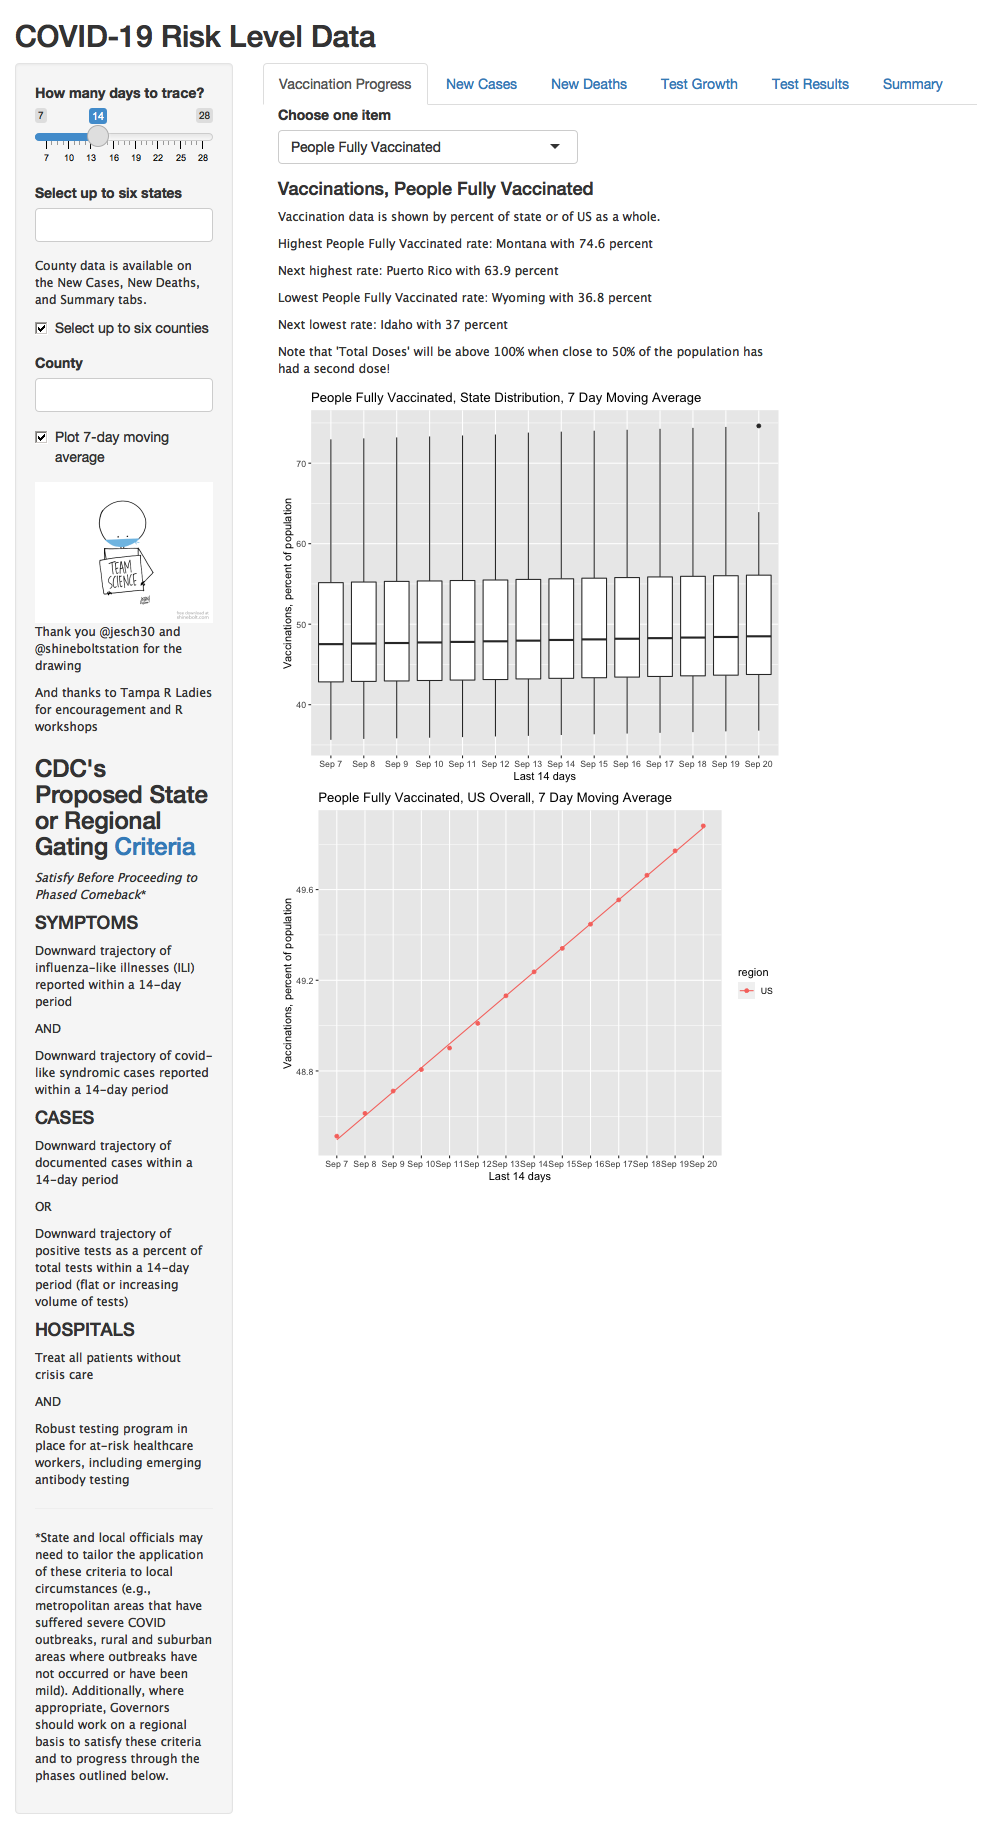 COVID-19 Risk Level Data
How many days to trace?
7 14 28
7 10 13 16 19 22 25 28
Select up to six states
County data is available on
the New Cases, New Deaths,
and Summary tabs.
Select up to six counties
County
Plot 7-day moving
average
TEAM
SCIENCE
Thank you @jesch30 and
@shineboltstation for the
drawing
And thanks to Tampa R Ladies
for encouragement and R
workshops
CDC's
Proposed State
or Regional
Gating Criteria
Satisfy Before Proceeding to
Phased Comeback*
SYMPTOMS
Downward trajectory of
influenza-like illnesses (ILI)
reported within a 14-day
period
AND
Downward trajectory of covid-
like syndromic cases reported
within a 14-day period
CASES
Downward trajectory of
documented cases within a
14-day period
OR
Downward trajectory of
positive tests as a percent of
total tests within a 14-day
period (flat or increasing
volume of tests)
HOSPITALS
Treat all patients without
crisis care
AND
Robust testing program in
place for at-risk healthcare
workers, including emerging
antibody testing
*State and local officials may
need to tailor the application
of these criteria to local
circumstances (e.g.,
metropolitan areas that have
suffered severe COVID
outbreaks, rural and suburban
areas where outbreaks have
not occurred or have been
mild). Additionally, where
appropriate, Governors
should work on a regional
basis to satisfy these criteria
and to progress through the
phases outlined below.
Vaccination Progress New Cases New Deaths Test Growth Test Results Summary
Choose one item
People Fully Vaccinated
Vaccinations, People Fully Vaccinated
Vaccination data is shown by percent of state or of US as a whole.
Highest People Fully Vaccinated rate: Montana with 74.6 percent
Next highest rate: Puerto Rico with 63.9 percent
Lowest People Fully Vaccinated rate: Wyoming with 36.8 percent
Next lowest rate: Idaho with 37 percent
Note that 'Total Doses' will be above 100% when close to 50% of the population has
had a second dose!
People Fully Vaccinated, State Distribution, 7 Day Moving Average
Vaccinations, percent of population
70
60
50
40
Sep 7 Sep 8 Sep 9 Sep 10 Sep 11 Sep 12 Sep 13 Sep 14 Sep 15 Sep 16 Sep 17 Sep 18 Sep 19 Sep 20
Last 14 days
People Fully Vaccinated, US Overall, 7 Day Moving Average
Vaccinations, percent of population
49.6
49.2
48.8
Sep 7 Sep 8 Sep 9 Sep 10 Sep 11 Sep 12 Sep 13 Sep 14 Sep 15 Sep 16 Sep 17 Sep 18 Sep 19 Sep 20
Last 14 days
region
US